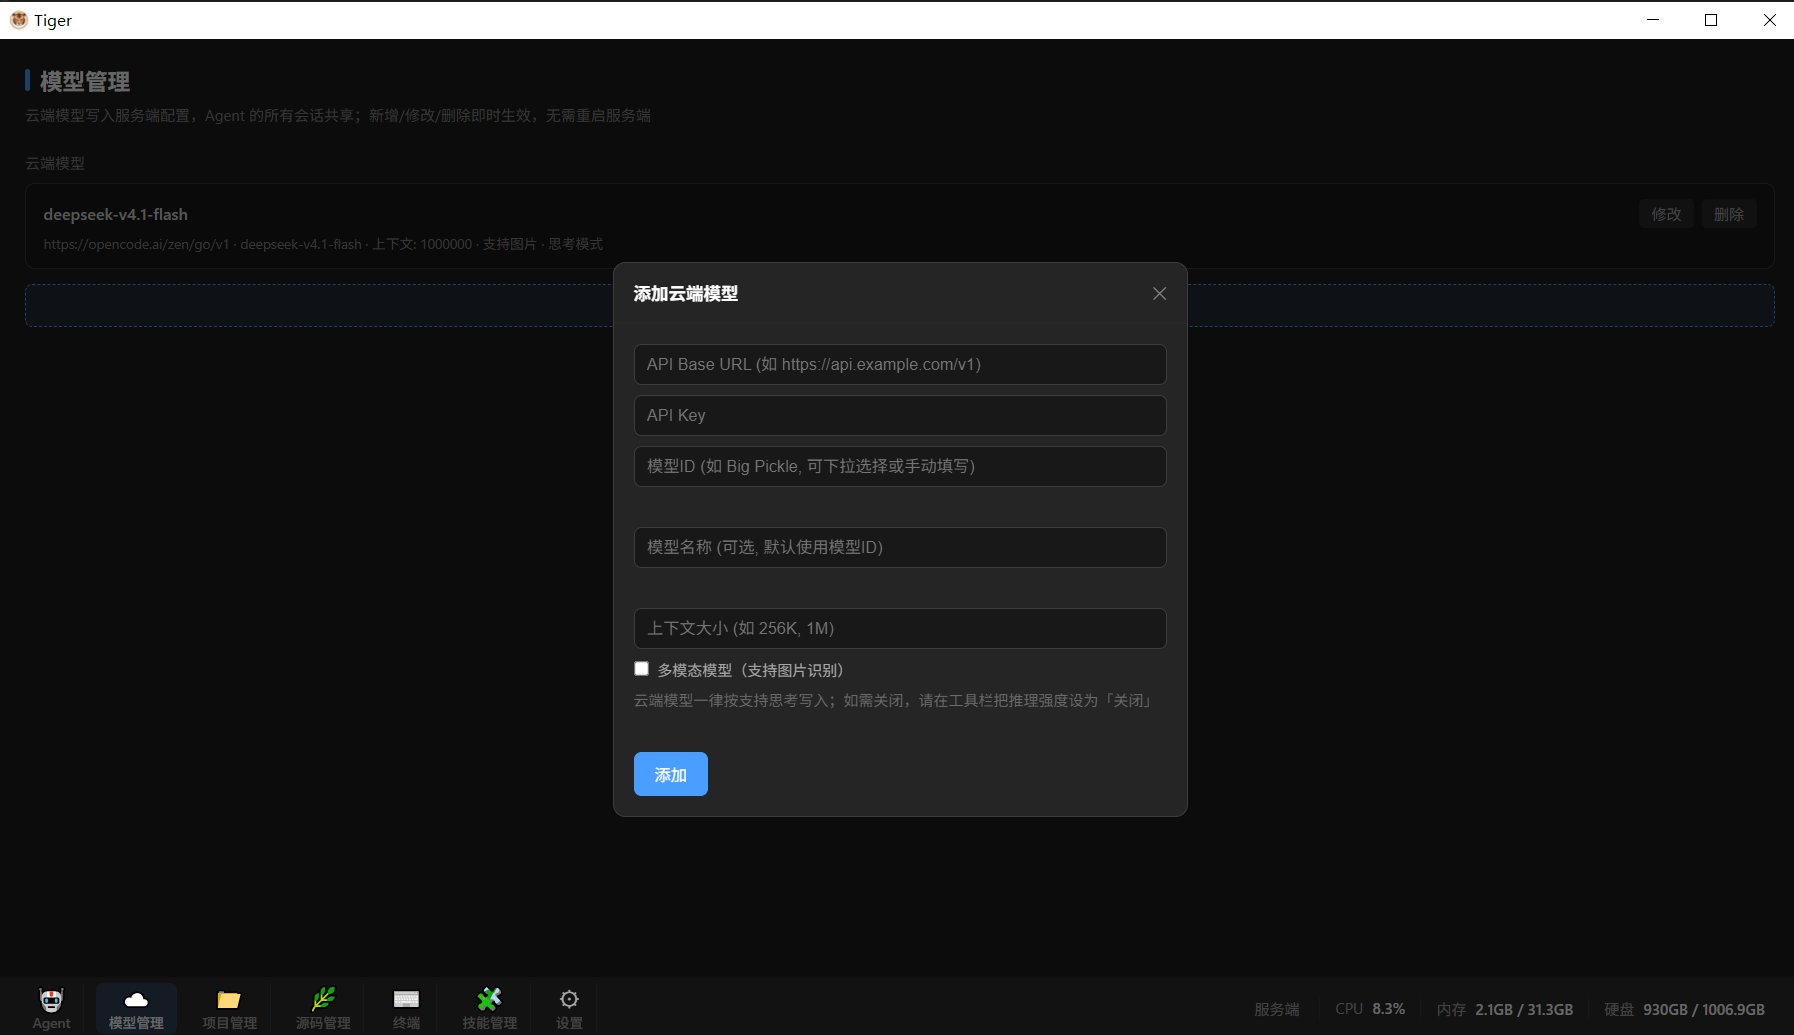 Tiger
模型管理
云端模型写入服务端配置，Agent 的所有会话共享；新增/修改/删除即时生效，无需重启服务端
云端模型
deepseek-v4.1-flash
修改
删除
https://opencode.ai/zen/go/v1 · deepseek-v4.1-flash · 上下文: 1000000 · 支持图片 · 思考模式
添加云端模型
API Base URL (如 https://api.example.com/v1)
API Key
模型ID (如 Big Pickle, 可下拉选择或手动填写)
模型名称 (可选, 默认使用模型ID)
上下文大小 (如 256K, 1M)
多模态模型（支持图片识别）
云端模型一律按支持思考写入；如需关闭，请在工具栏把推理强度设为「关闭」
添加
Agent
模型管理
项目管理
源码管理
终端
技能管理
设置
服务端
CPU 8.3%
内存 2.1GB / 31.3GB
硬盘 930GB / 1006.9GB